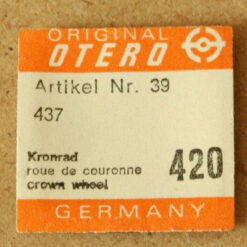 ORIGINAL
OTERO
Artikel Nr. 39
437
Kronrad
roue de couronne
crown wheel
420
GERMANY